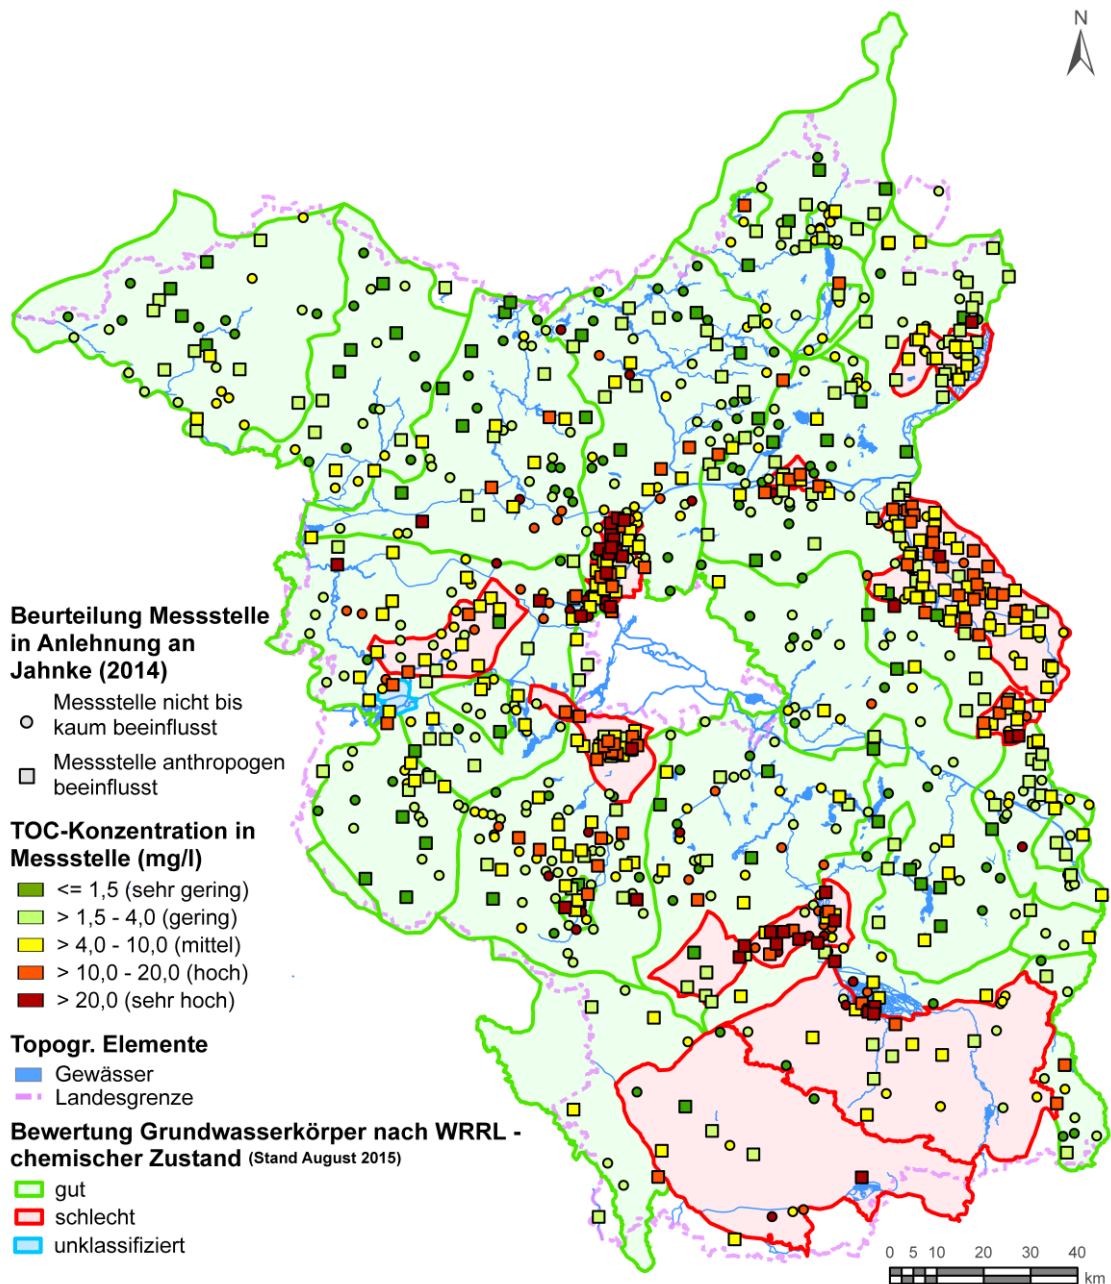 N
Beurteilung Messstelle
in Anlehnung an
Jahnke (2014)
Messstelle nicht bis
kaum beeinflusst
Messstelle anthropogen
beeinflusst
TOC-Konzentration in
Messstelle (mg/l)
<= 1,5 (sehr gering)
> 1,5 - 4,0 (gering)
> 4,0 - 10,0 (mittel)
> 10,0 - 20,0 (hoch)
> 20,0 (sehr hoch)
Topogr. Elemente
Gewässer
Landesgrenze
Bewertung Grundwasserkörper nach WRRL -
chemischer Zustand (Stand August 2015)
gut
schlecht
unklassifiziert
0 5 10 20 30 40
km